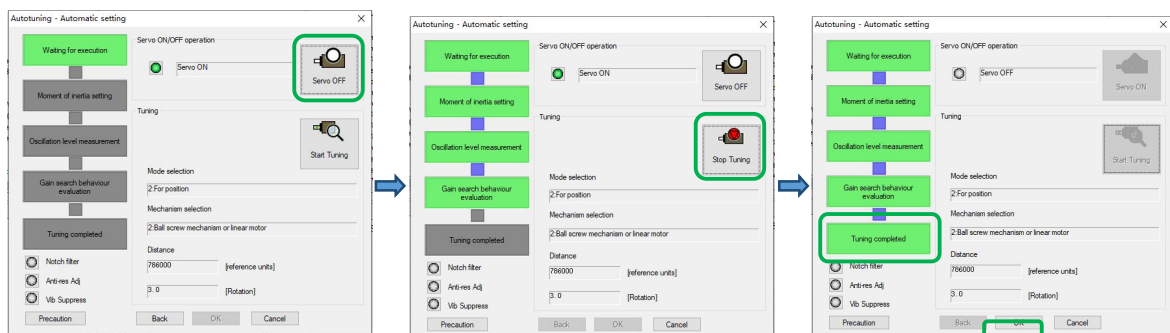 Autotuning - Automatic setting
Waiting for execution
Moment of inertia setting
Oscillation level measurement
Gain search behaviour
evaluation
Tuning completed
Notch filter
Anti-res Adj
Vib Suppress
Precaution
Servo ON/OFF operation
Servo ON
Servo OFF
Tuning
Start Tuning
Mode selection
2:For position
Mechanism selection
2:Ball screw mechanism or linear motor
Distance
786000
[reference units]
3.0
[Rotation]
Back
OK
Cancel
Autotuning - Automatic setting
Waiting for execution
Moment of inertia setting
Oscillation level measurement
Gain search behaviour
evaluation
Tuning completed
Notch filter
Anti-res Adj
Vib Suppress
Precaution
Servo ON/OFF operation
Servo ON
Servo OFF
Tuning
Stop Tuning
Mode selection
2:For position
Mechanism selection
2:Ball screw mechanism or linear motor
Distance
786000
[reference units]
3.0
[Rotation]
Back
OK
Cancel
Autotuning - Automatic setting
Waiting for execution
Moment of inertia setting
Oscillation level measurement
Gain search behaviour
evaluation
Tuning completed
Notch filter
Anti-res Adj
Vib Suppress
Precaution
Servo ON/OFF operation
Servo OFF
Servo ON
Tuning
Start Tuning
Mode selection
2:For position
Mechanism selection
2:Ball screw mechanism or linear motor
Distance
786000
[reference units]
3.0
[Rotation]
Back
OK
Cancel